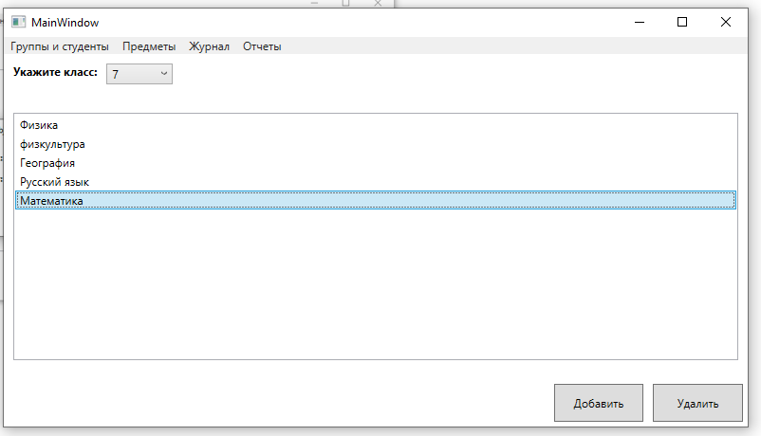 MainWindow
Группы и студенты Предметы Журнал Отчеты
Укажите класс: 7
Физика
физкультура
География
Русский язык
Математика
Добавить Удалить